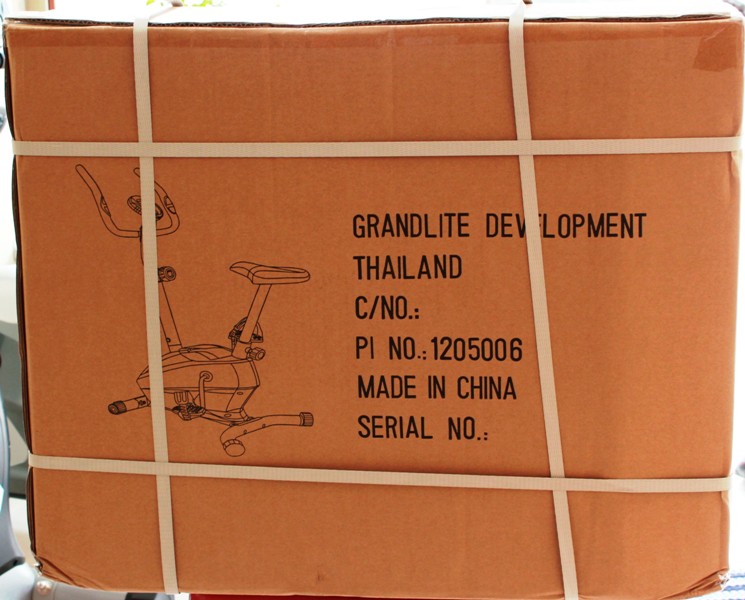 GRANDLITE DEVELOPMENT
THAILAND
C/NO.:
PI NO.:1205006
MADE IN CHINA
SERIAL NO.: